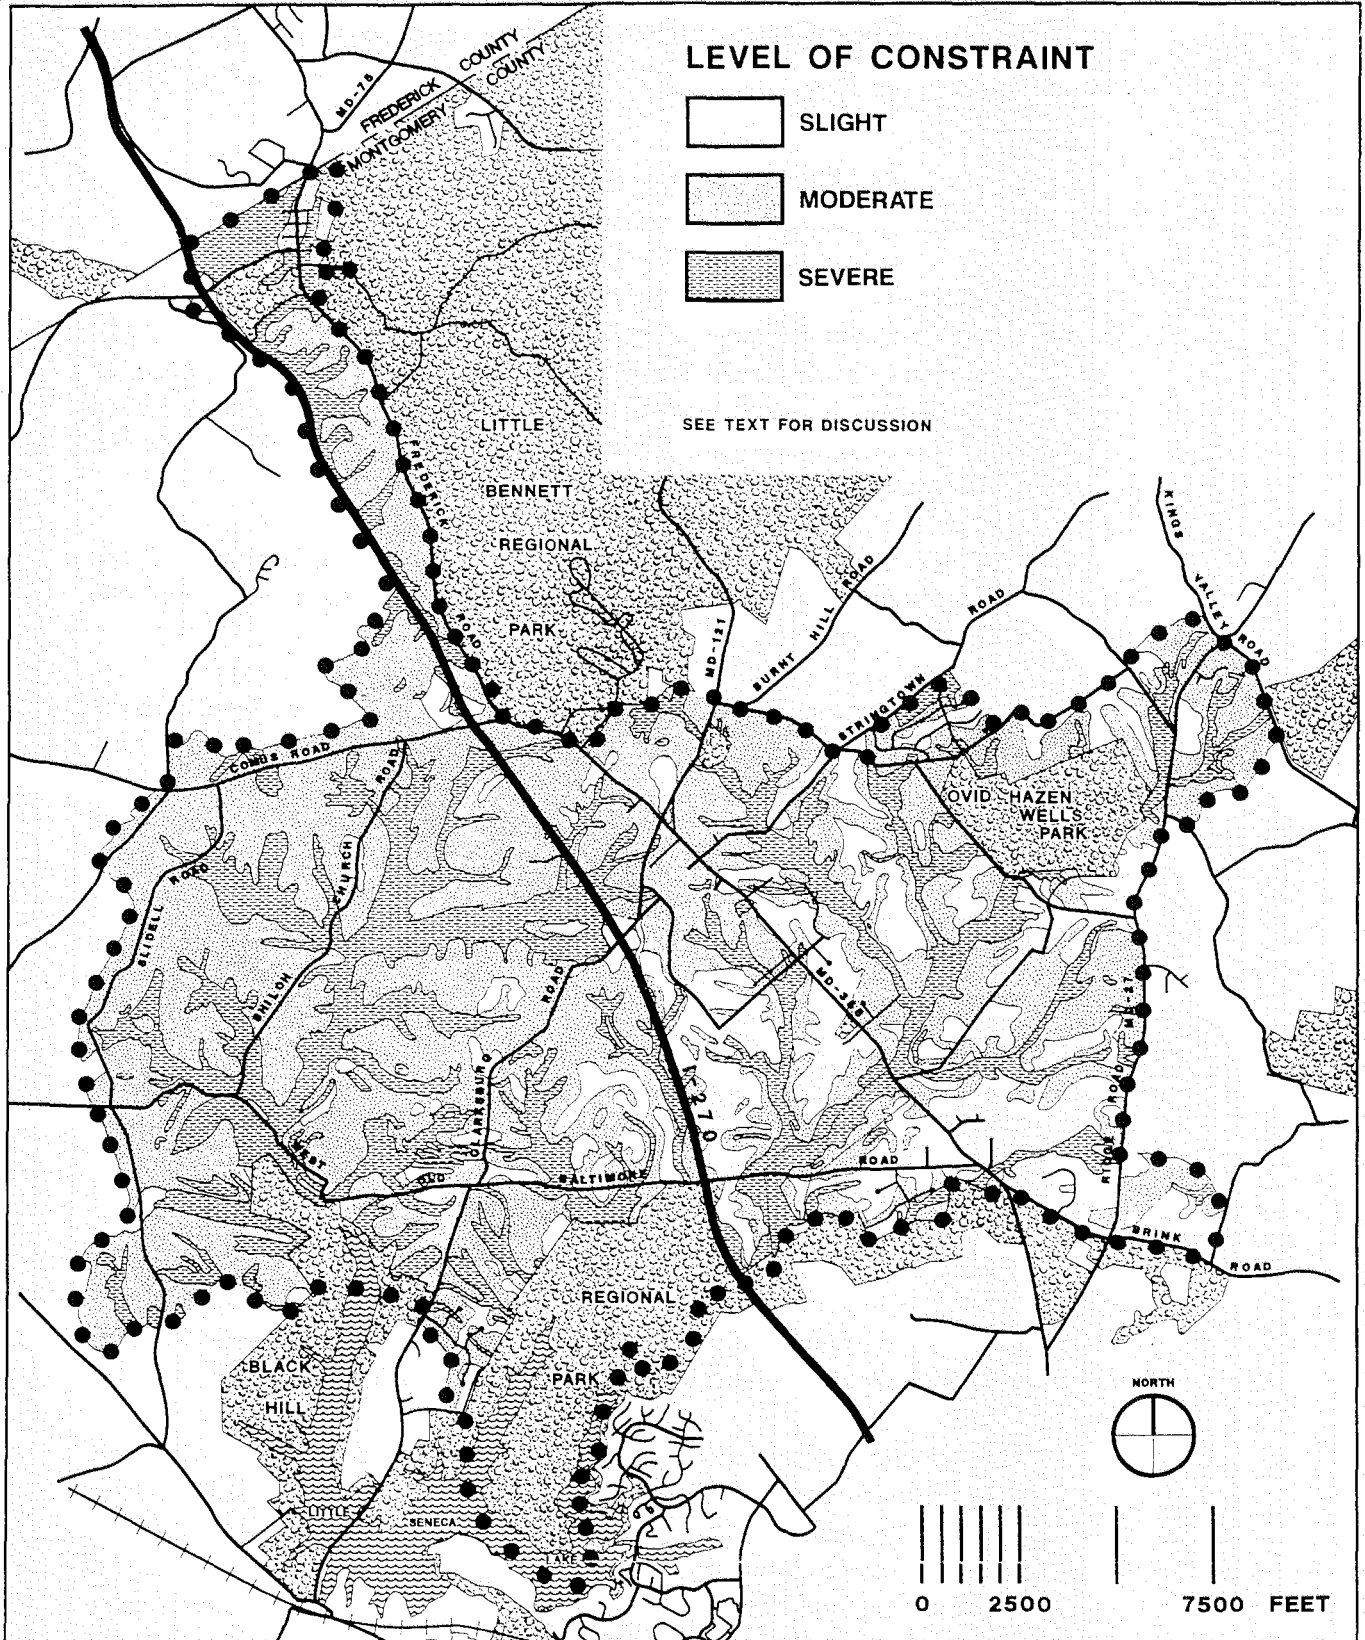 LEVEL OF CONSTRAINT
SLIGHT
MODERATE
SEVERE
SEE TEXT FOR DISCUSSION
FREDERICK COUNTY
MONTGOMERY COUNTY
MD-75
LITTLE
BENNETT
REGIONAL
PARK
FREDERICK
ROAD
MD-121
BURNT HILL ROAD
STRINGTOWN
ROAD
KINGS
VALLEY ROAD
COMUS ROAD
OVID HAZEN
WELLS
PARK
SLIDELL
ROAD
SHILOH
CHURCH
ROAD
CLARKSBURG
ROAD
MD-355
I-270
RIDGE ROAD MD-27
WEST
OLD
BALTIMORE
ROAD
BRINK
ROAD
REGIONAL
PARK
BLACK
HILL
LITTLE
SENECA
LAKE
NORTH
0 2500 7500 FEET